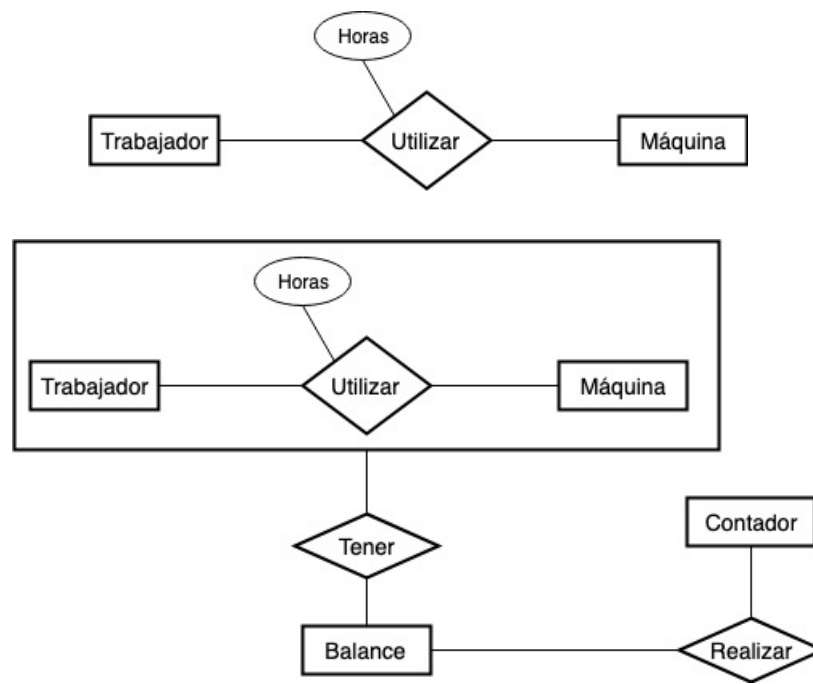 Horas
Trabajador
Utilizar
Máquina
Horas
Trabajador
Utilizar
Máquina
Tener
Contador
Balance
Realizar